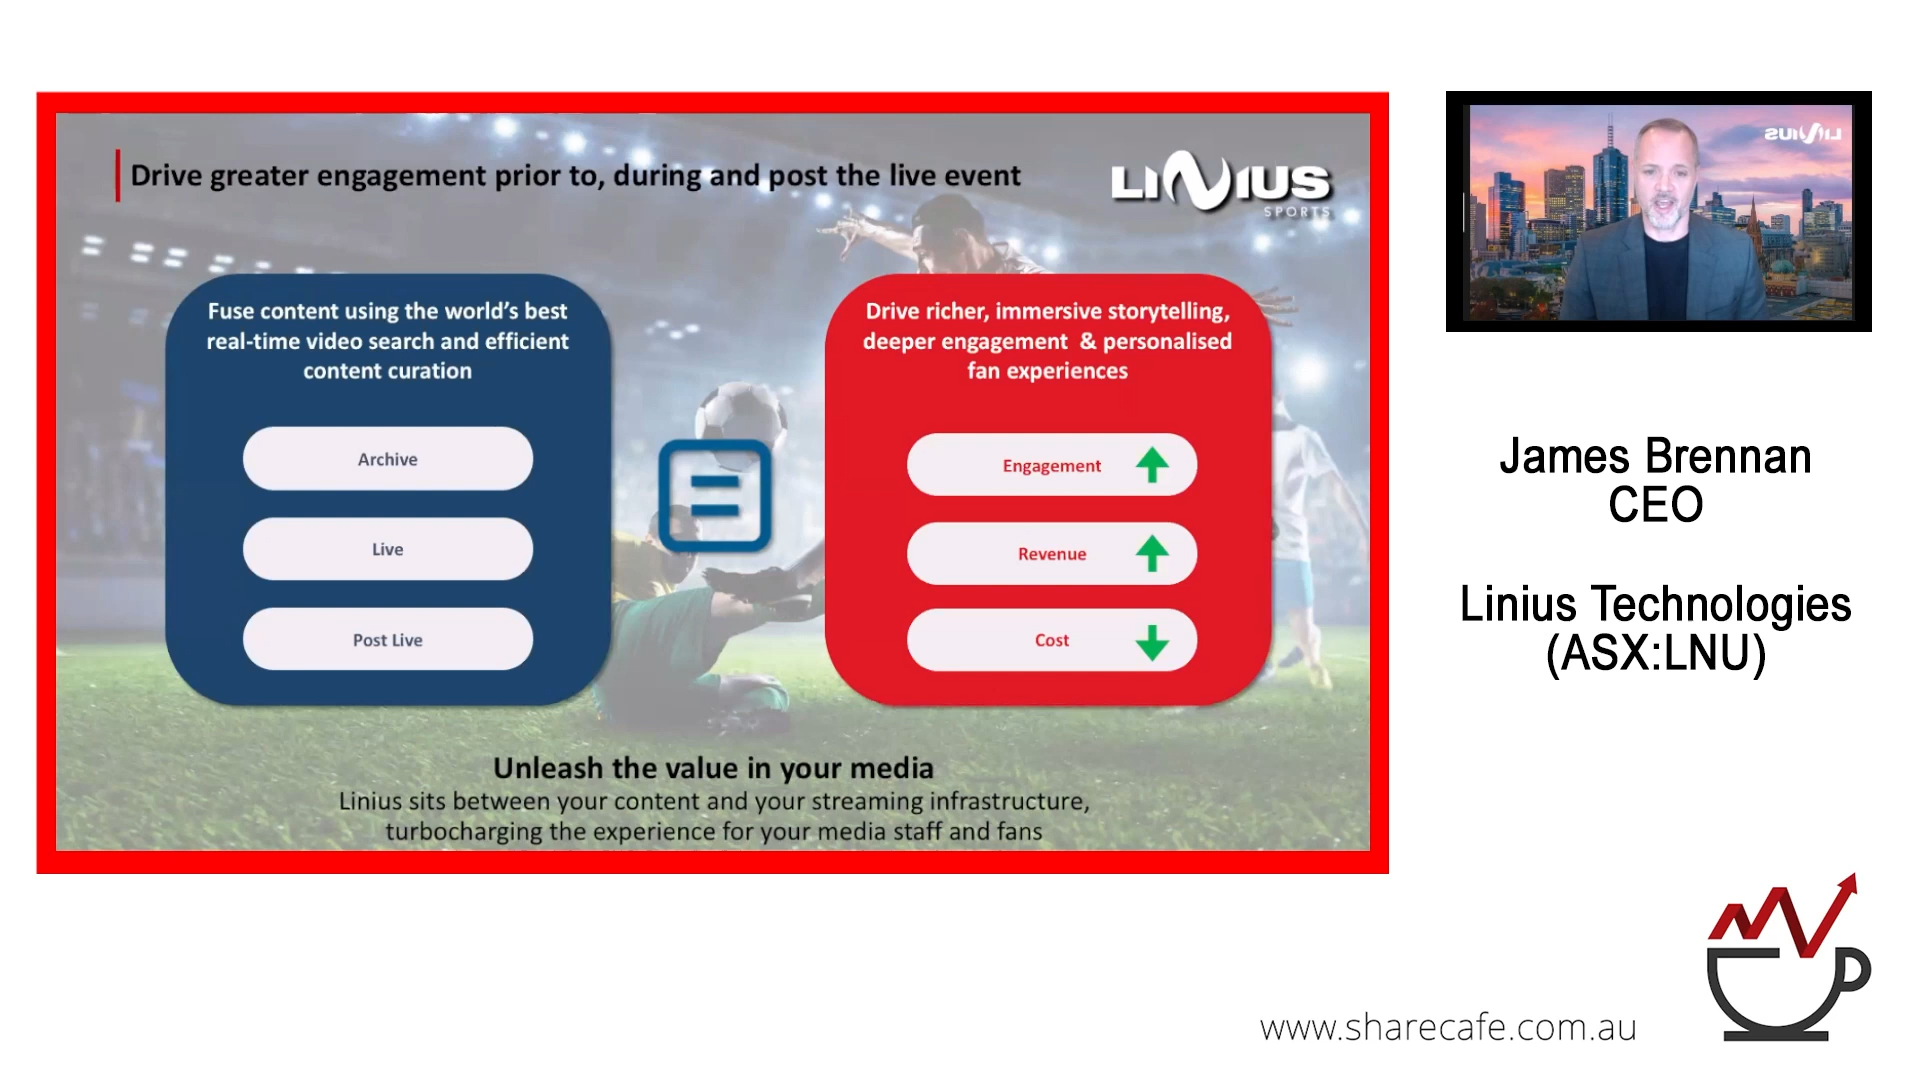 Drive greater engagement prior to, during and post the live event
LINIUS
SPORTS
Fuse content using the world's best
real-time video search and efficient
content curation
Archive
Live
Post Live
Drive richer, immersive storytelling,
deeper engagement & personalised
fan experiences
Engagement
Revenue
Cost
Unleash the value in your media
Linius sits between your content and your streaming infrastructure,
turbocharging the experience for your media staff and fans
LINIUS
James Brennan
CEO
Linius Technologies
(ASX:LNU)
www.sharecafe.com.au